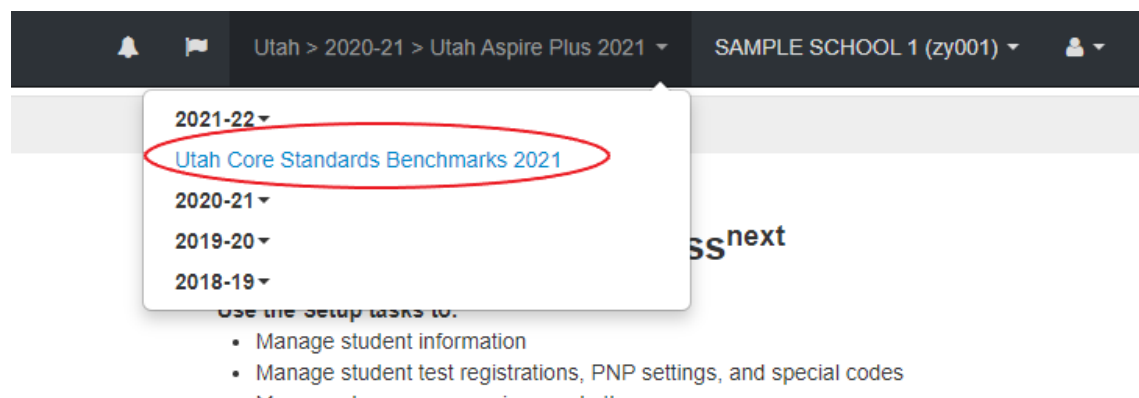 Utah > 2020-21 > Utah Aspire Plus 2021 SAMPLE SCHOOL 1 (zy001)
2021-22
Utah Core Standards Benchmarks 2021
2020-21
2019-20
2018-19
ss^next
Use the Setup tasks to:
• Manage student information
• Manage student test registrations, PNP settings, and special codes